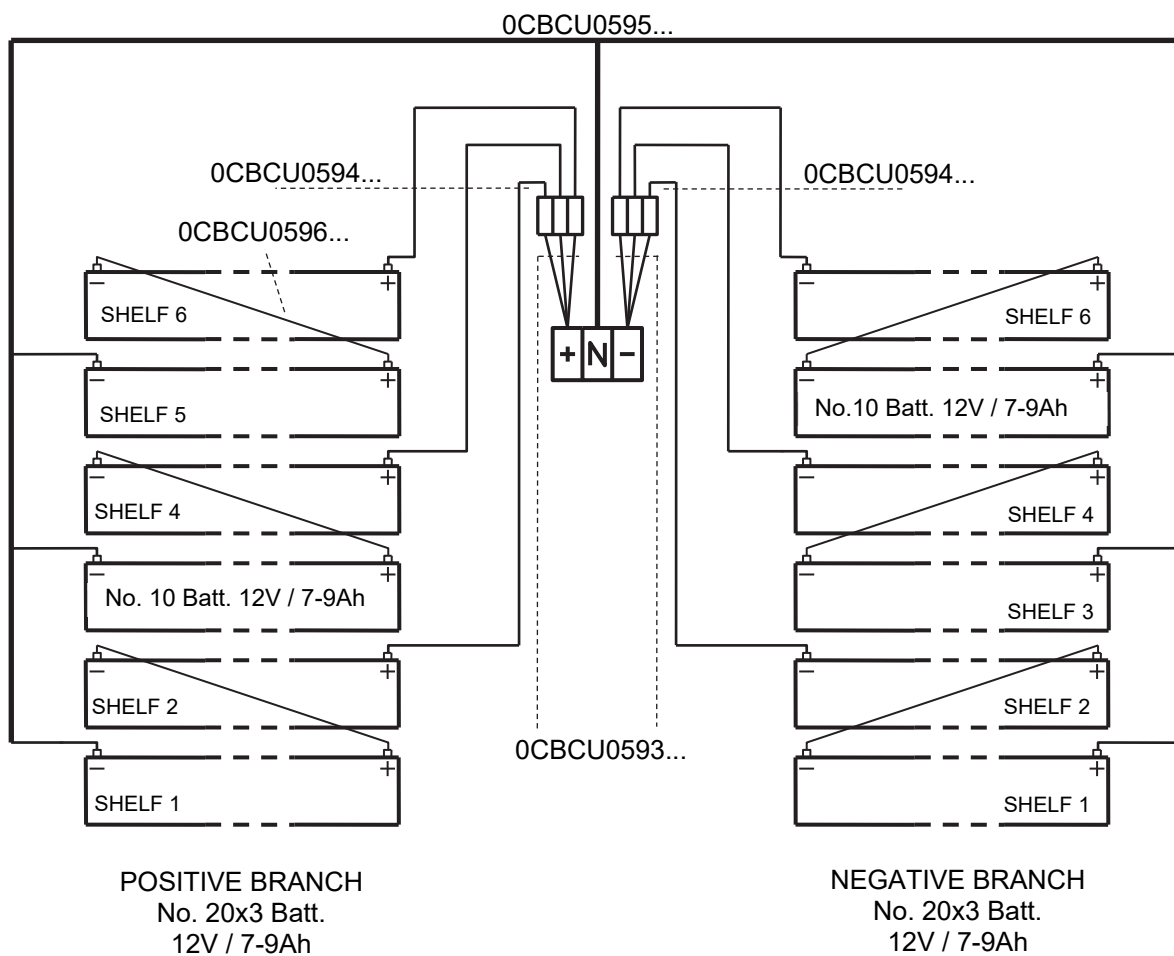 0CBCU0595...
0CBCU0594...
0CBCU0594...
0CBCU0596...
- +
SHELF 6
- +
SHELF 6
+ N -
- +
SHELF 5
- +
No.10 Batt. 12V / 7-9Ah
- +
SHELF 4
- +
SHELF 4
- +
No. 10 Batt. 12V / 7-9Ah
- +
SHELF 3
- +
SHELF 2
- +
SHELF 2
0CBCU0593...
- +
SHELF 1
- +
SHELF 1
POSITIVE BRANCH
No. 20x3 Batt.
12V / 7-9Ah
NEGATIVE BRANCH
No. 20x3 Batt.
12V / 7-9Ah